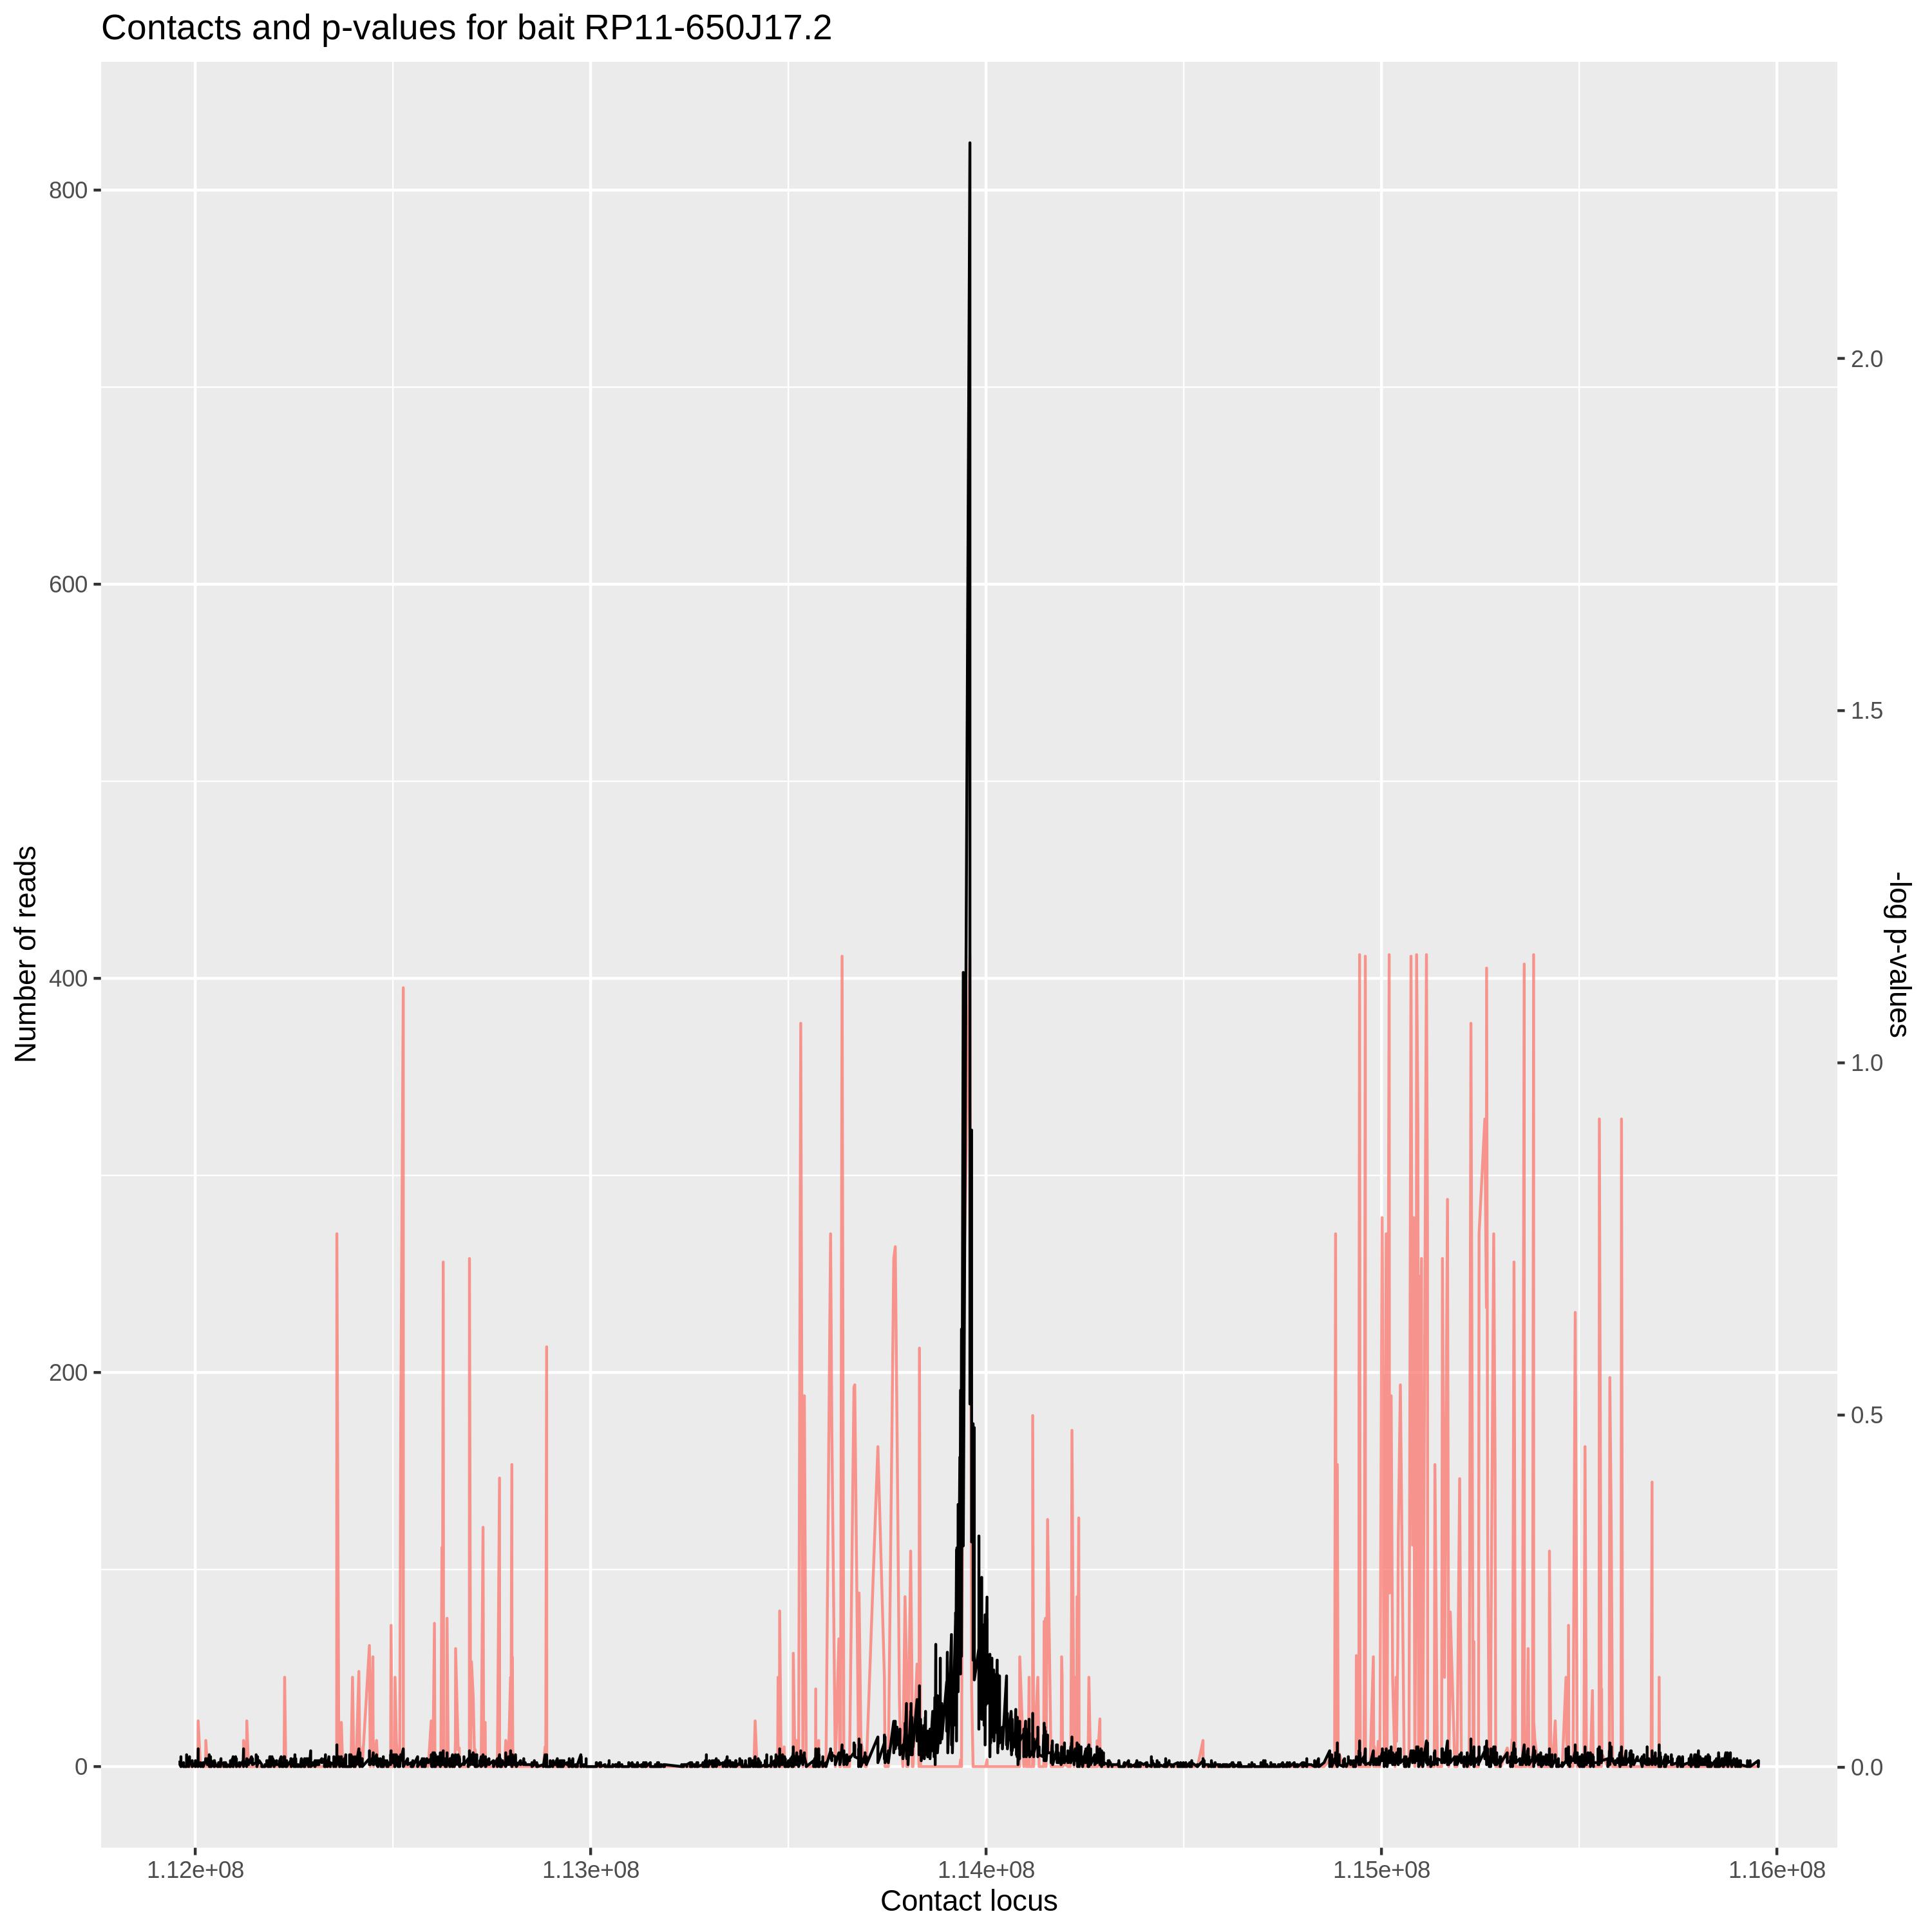 Contacts and p-values for bait RP11-650J17.2
Number of reads
800
600
400
200
0
2.0
1.5
1.0
0.5
0.0
-log p-values
1.12e+08 1.13e+08 1.14e+08 1.15e+08 1.16e+08
Contact locus